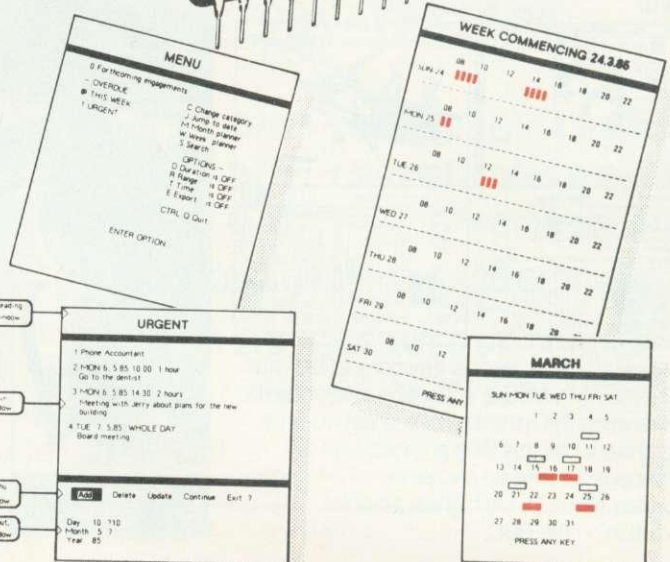 MENU
0 Forthcoming engagements
- OVERDUE
THIS WEEK
! URGENT
C Change category
J Jump to date
M Month planner
W Week planner
S Search
OPTIONS -
D Duration is OFF
R Range is OFF
T Time is OFF
E Export is OFF
CTRL Q Quit
ENTER OPTION
WEEK COMMENCING 24.3.85
SUN 24 08 10 12 14 16 18 20 22
MON 25 08 10 12 14 16 18 20 22
TUE 26 08 10 12 14 16 18 20 22
WED 27 08 10 12 14 16 18 20 22
THU 28 08 10 12 14 16 18 20 22
FRI 29 08 10 12 14 16 18 20
SAT 30 08 10 12
PRESS ANY
URGENT
1 Phone Accountant
2 MON 6. 5.85 10.00 1 hour
Go to the dentist
3 MON 6. 5.85 14.30 2 hours
Meeting with Jerry about plans for the new
building
4 TUE 7. 5.85 WHOLE DAY
Board meeting
Add Delete Update Continue Exit ?
Day 10 ?10
Month 5 ?
Year 85
MARCH
SUN MON TUE WED THU FRI SAT
1 2 3 4 5
6 7 8 9 10 11 12
13 14 15 16 17 18 19
20 21 22 23 24 25 26
27 28 29 30 31
PRESS ANY KEY